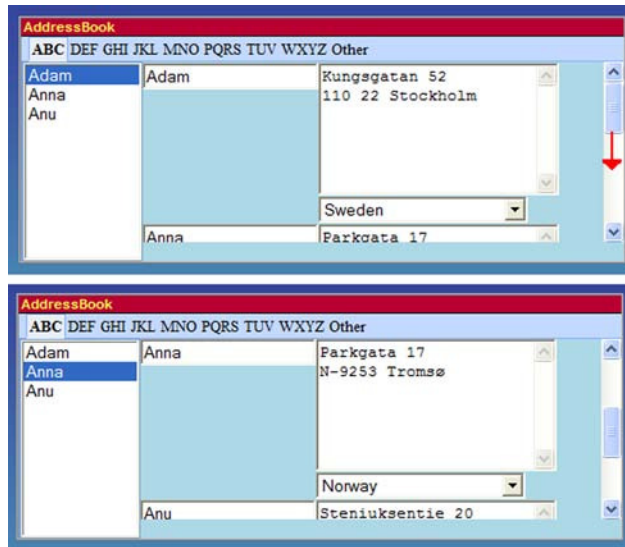 AddressBook
ABC DEF GHI JKL MNO PQRS TUV WXYZ Other
Adam
Anna
Anu
Adam
Kungsgatan 52
110 22 Stockholm
Sweden
Anna
Parkgata 17
AddressBook
ABC DEF GHI JKL MNO PQRS TUV WXYZ Other
Adam
Anna
Anu
Anna
Parkgata 17
N-9253 Tromsø
Norway
Anu
Steniuksentie 20